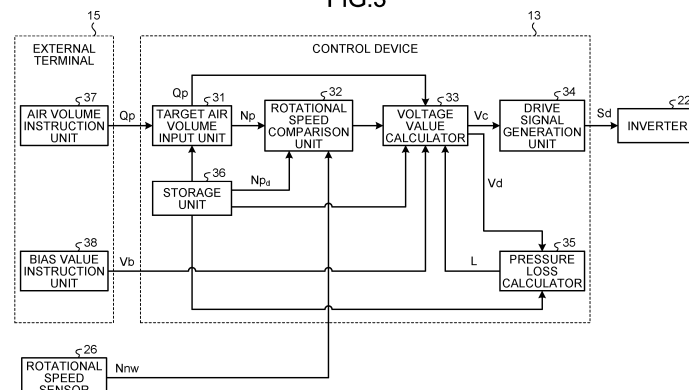 FIG.3
15
13
EXTERNAL
TERMINAL
CONTROL DEVICE
37
AIR VOLUME
INSTRUCTION
UNIT
Qp
Qp
31
TARGET AIR
VOLUME
INPUT UNIT
Np
32
ROTATIONAL
SPEED
COMPARISON
UNIT
33
VOLTAGE
VALUE
CALCULATOR
Vc
34
DRIVE
SIGNAL
GENERATION
UNIT
Sd
22
INVERTER
36
STORAGE
UNIT
Npd
Vd
38
BIAS VALUE
INSTRUCTION
UNIT
Vb
L
35
PRESSURE
LOSS
CALCULATOR
26
ROTATIONAL
SPEED
SENSOR
Nnw